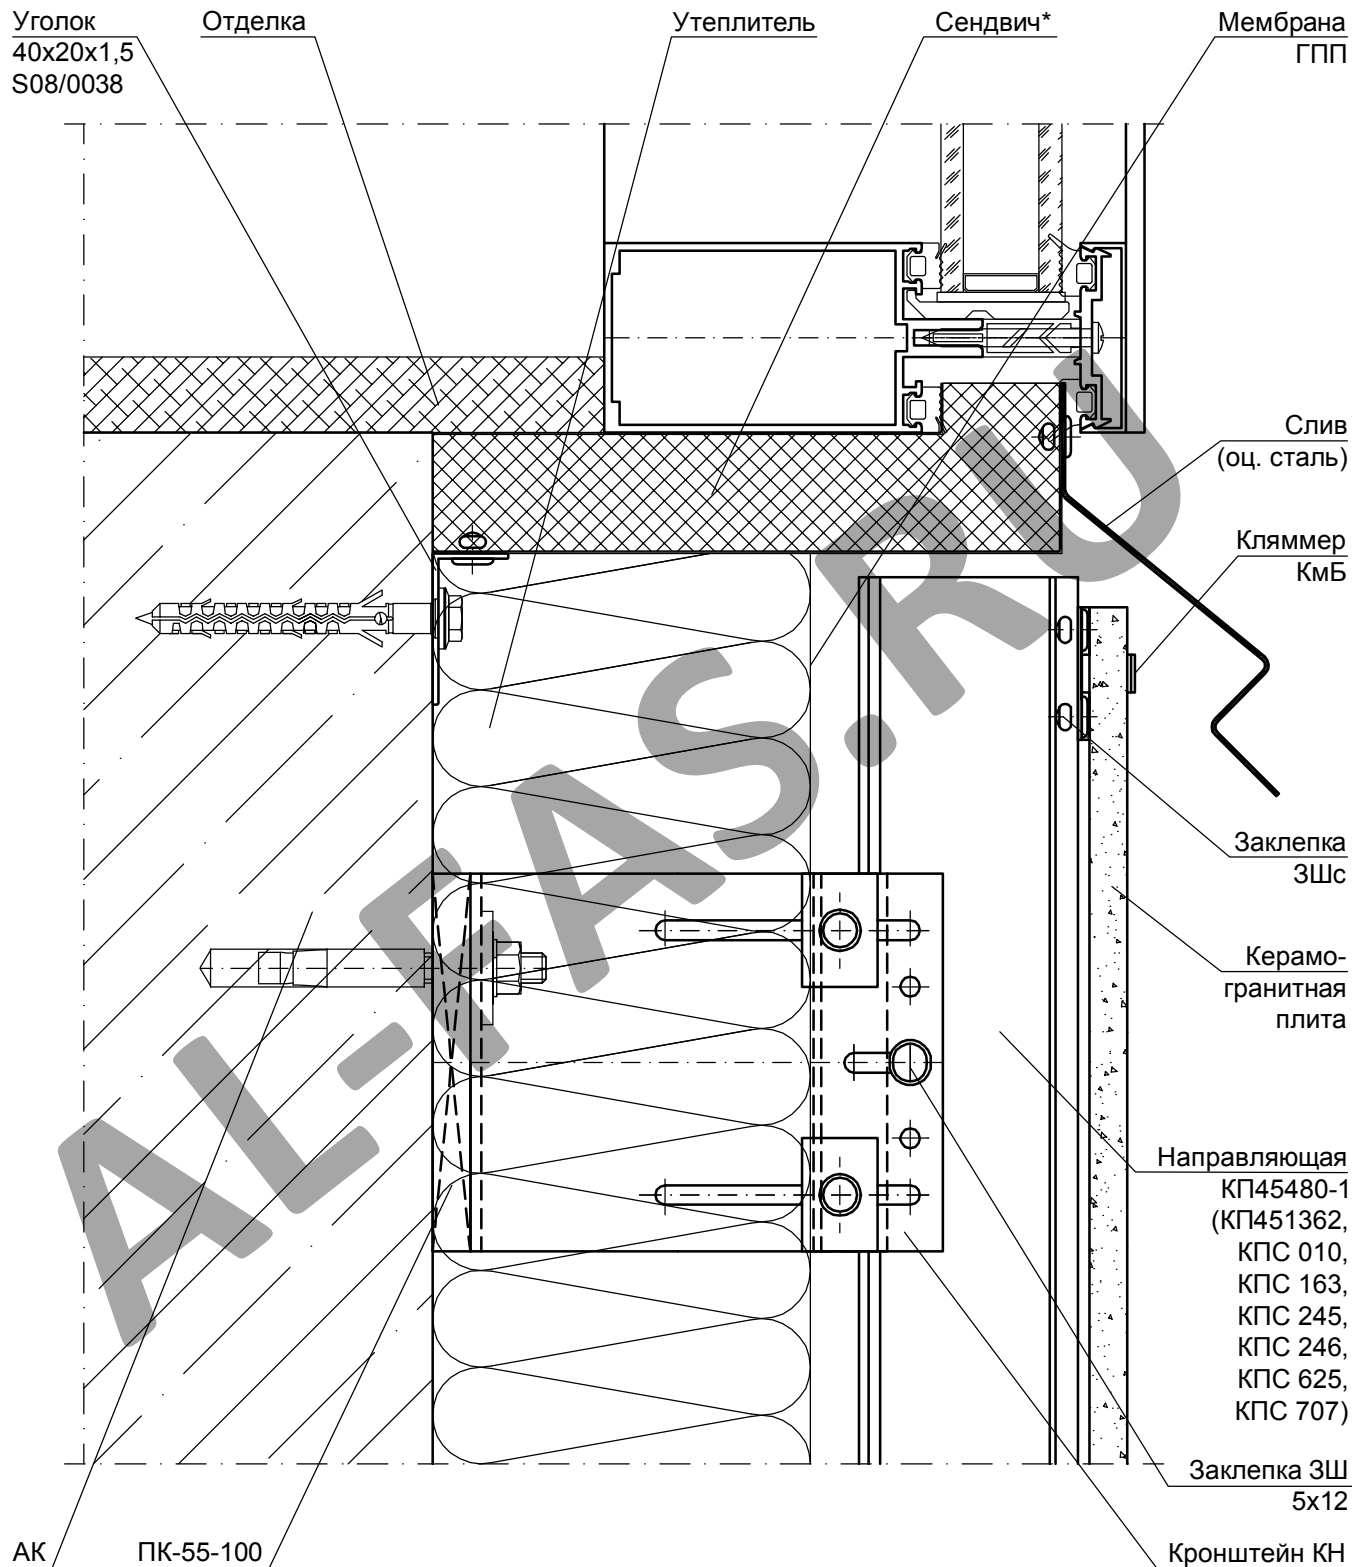 Уголок
40х20х1,5
S08/0038
Отделка
Утеплитель
Сендвич*
Мембрана
ГПП
Слив
(оц. сталь)
Кляммер
КмБ
Заклепка
ЗШс
Керамо-
гранитная
плита
Направляющая
КП45480-1
(КП451362,
КПС 010,
КПС 163,
КПС 245,
КПС 246,
КПС 625,
КПС 707)
Заклепка ЗШ
5х12
АК
ПК-55-100
Кронштейн КН
AL-FAS.RU